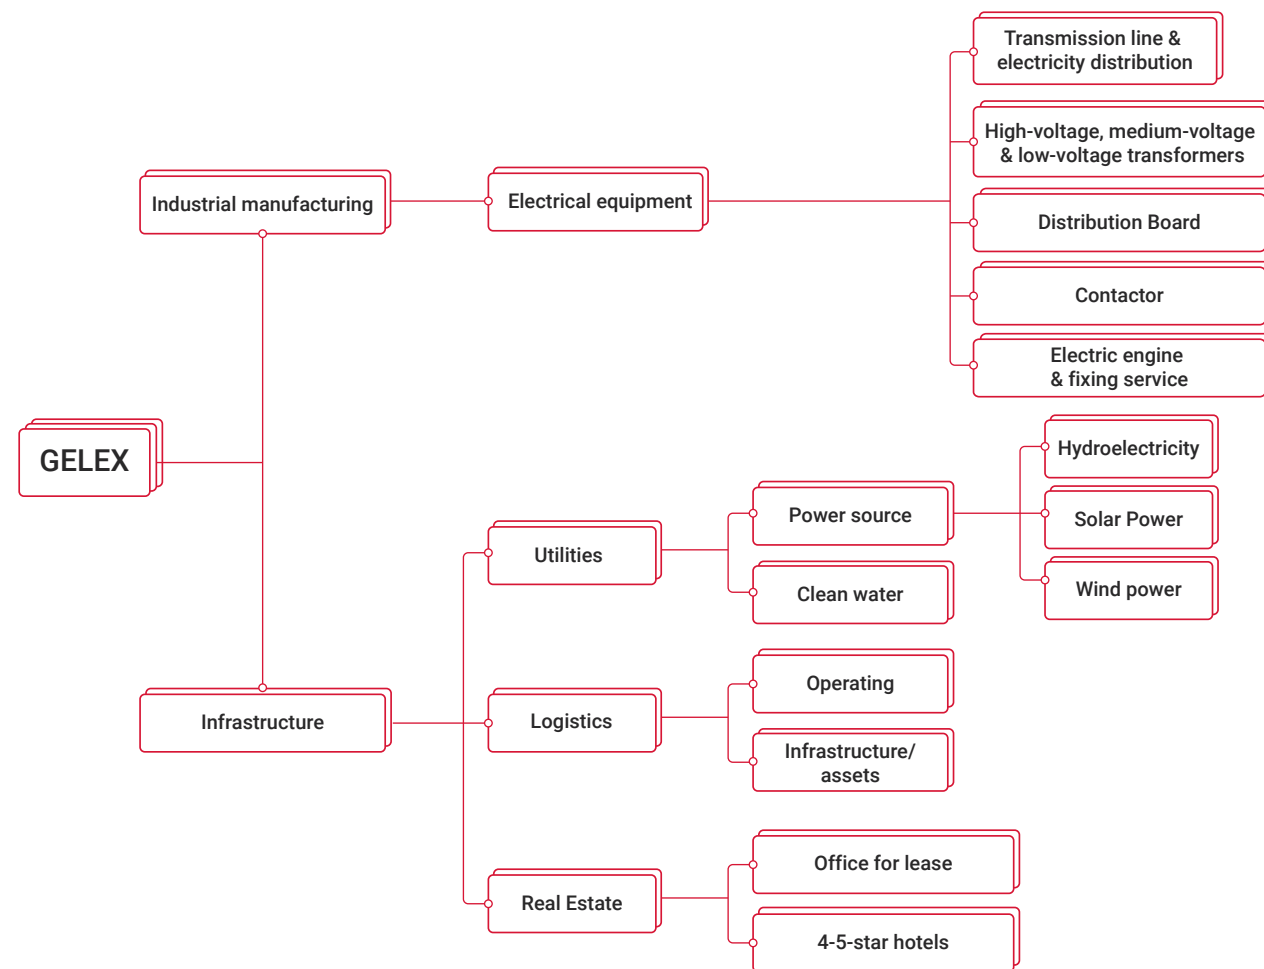 Transmission line &
electricity distribution
High-voltage, medium-voltage
& low-voltage transformers
Industrial manufacturing
Electrical equipment
Distribution Board
Contactor
Electric engine
& fixing service
GELEX
Hydroelectricity
Power source
Solar Power
Utilities
Clean water
Wind power
Operating
Infrastructure
Logistics
Infrastructure/
assets
Office for lease
Real Estate
4-5-star hotels